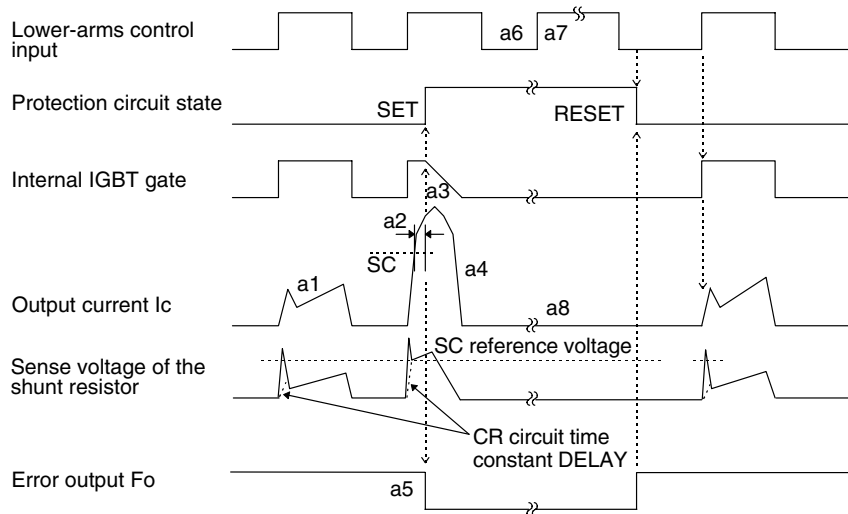 Lower-arms control
input
a6
a7
Protection circuit state
SET
RESET
Internal IGBT gate
a3
a2
SC
a4
a1
Output current Ic
a8
SC reference voltage
Sense voltage of the
shunt resistor
CR circuit time
constant DELAY
Error output Fo
a5